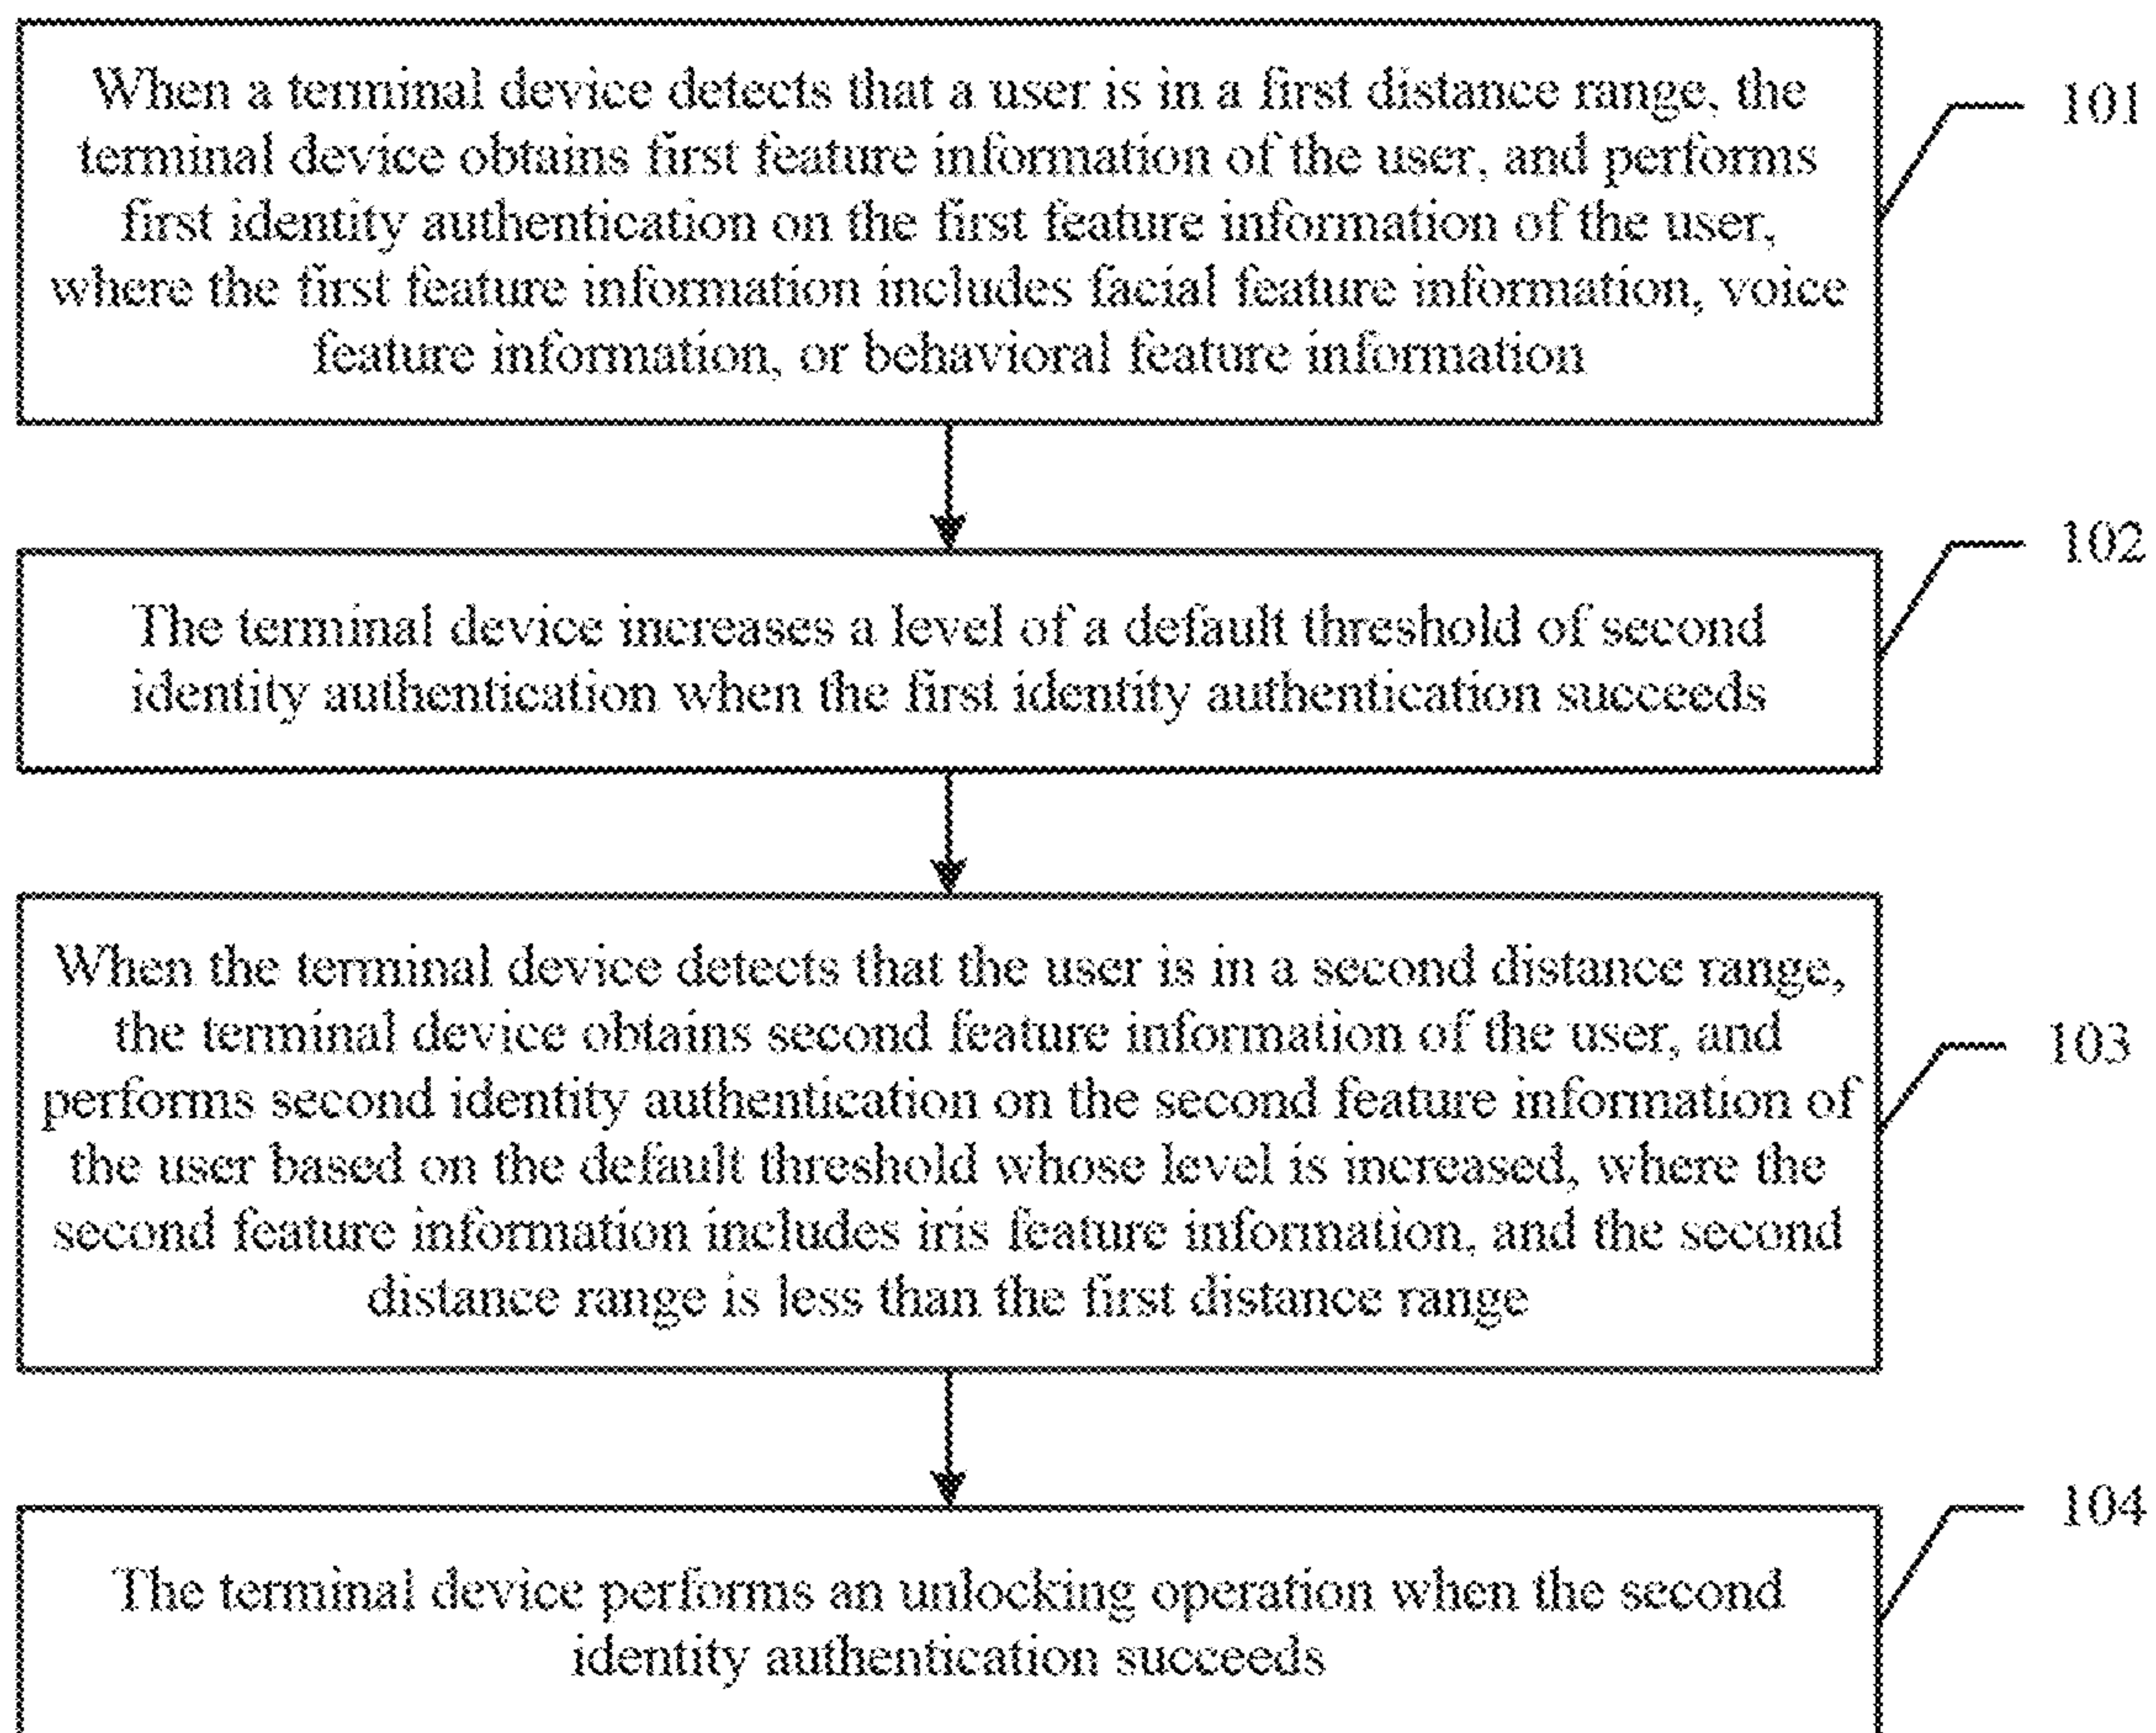 When a terminal device detects that a user is in a first distance range, the
terminal device obtains first feature information of the user, and performs
first identity authentication on the first feature information of the user,
where the first feature information includes facial feature information, voice
feature information, or behavioral feature information
101
The terminal device increases a level of a default threshold of second
identity authentication when the first identity authentication succeeds
102
When the terminal device detects that the user is in a second distance range,
the terminal device obtains second feature information of the user, and
performs second identity authentication on the second feature information of
the user based on the default threshold whose level is increased, where the
second feature information includes iris feature information, and the second
distance range is less than the first distance range
103
The terminal device performs an unlocking operation when the second
identity authentication succeeds
104